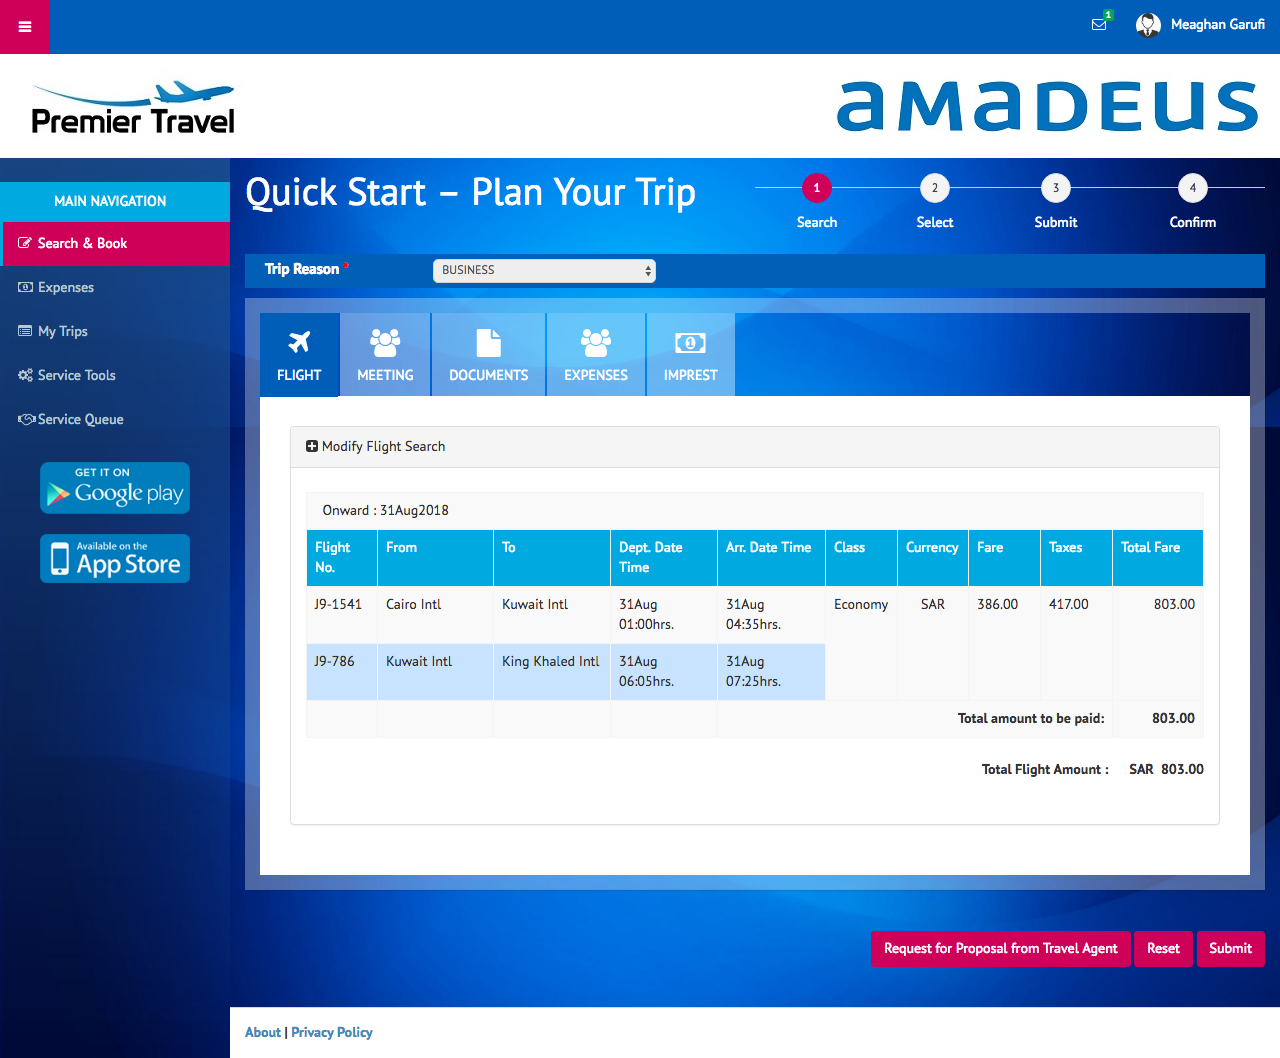 1
Meaghan Garufi
Premier Travel
aMaDEUS
MAIN NAVIGATION
Search & Book
Expenses
My Trips
Service Tools
Service Queue
GET IT ON
Google play
Available on the
App Store
Quick Start – Plan Your Trip
1 2 3 4
Search Select Submit Confirm
Trip Reason * BUSINESS
FLIGHT MEETING DOCUMENTS EXPENSES IMPREST
Modify Flight Search
Onward : 31Aug2018
Flight From To Dept. Date Arr. Date Time Class Currency Fare Taxes Total Fare
No. Time
J9-1541 Cairo Intl Kuwait Intl 31Aug 31Aug Economy SAR 386.00 417.00 803.00
01:00hrs. 04:35hrs.
J9-786 Kuwait Intl King Khaled Intl 31Aug 31Aug
06:05hrs. 07:25hrs.
Total amount to be paid: 803.00
Total Flight Amount : SAR 803.00
Request for Proposal from Travel Agent Reset Submit
About | Privacy Policy